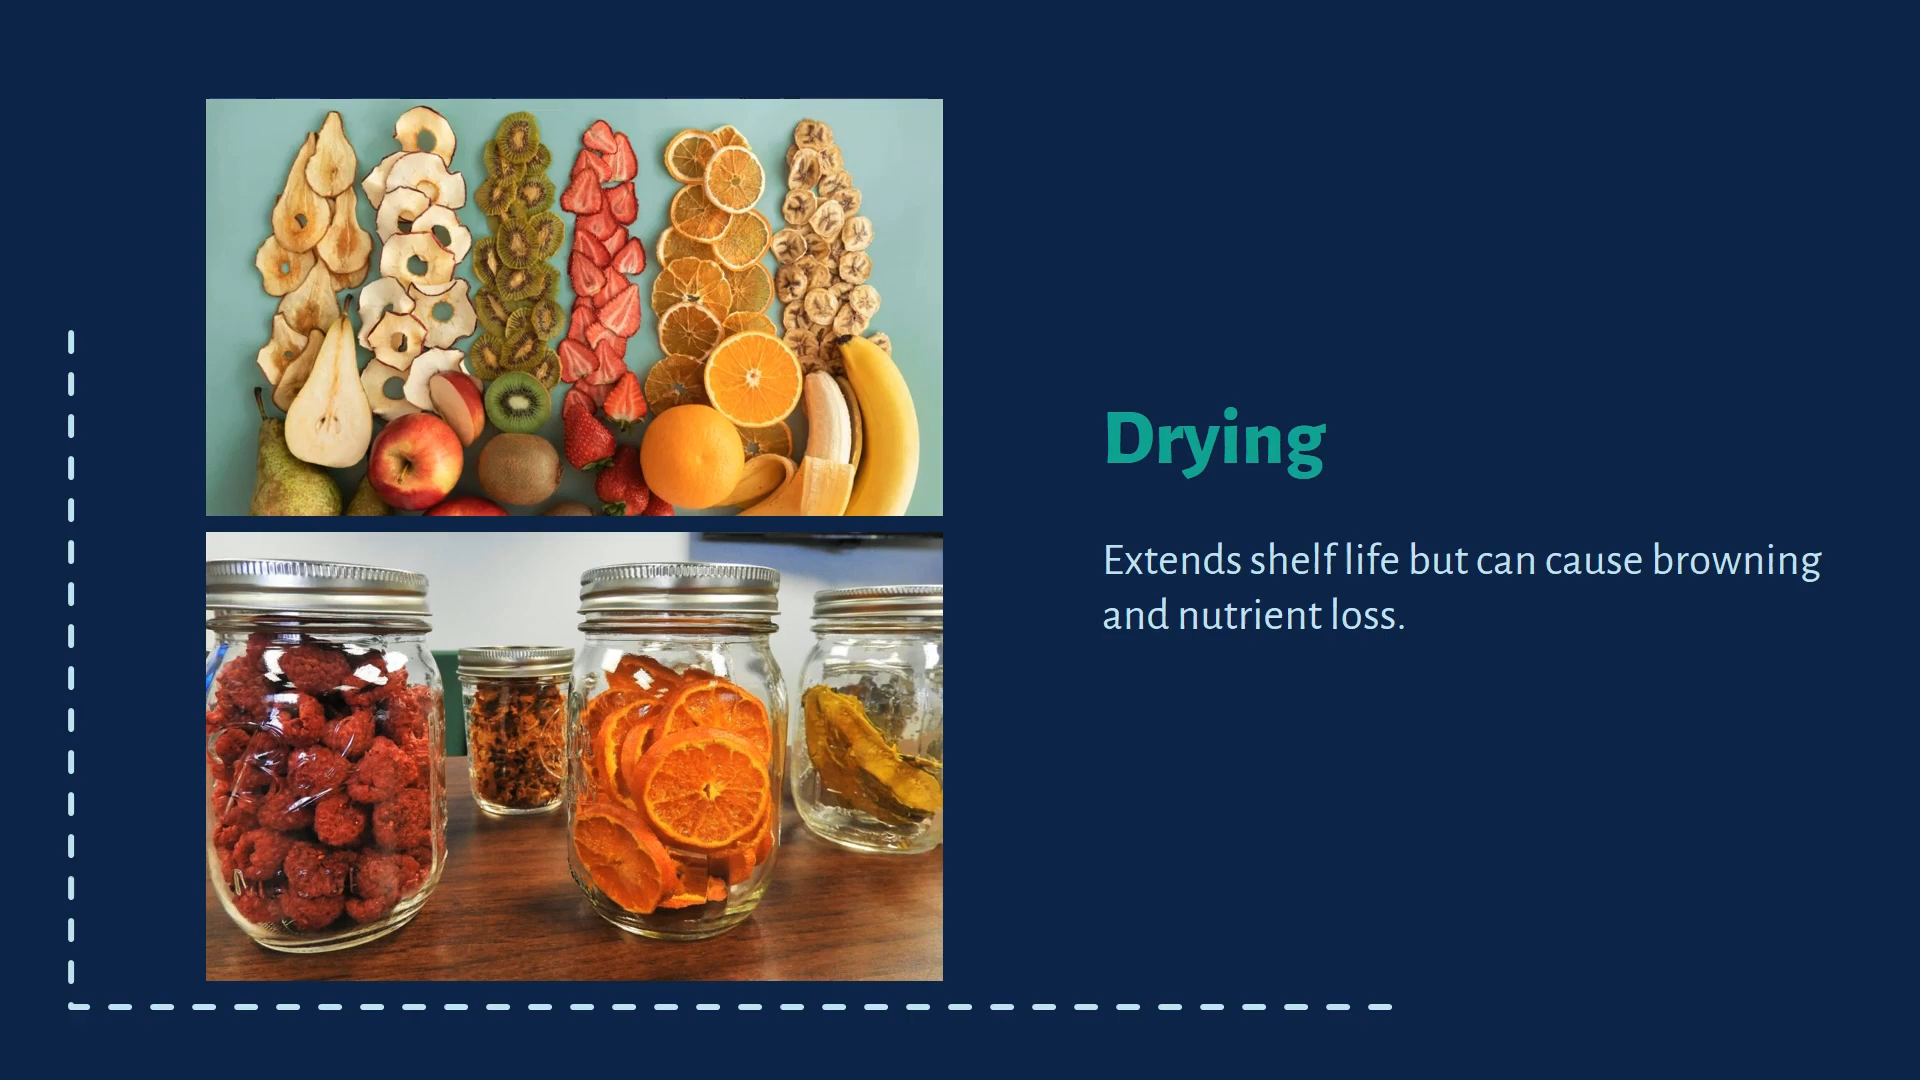 Drying
Extends shelf life but can cause browning
and nutrient loss.